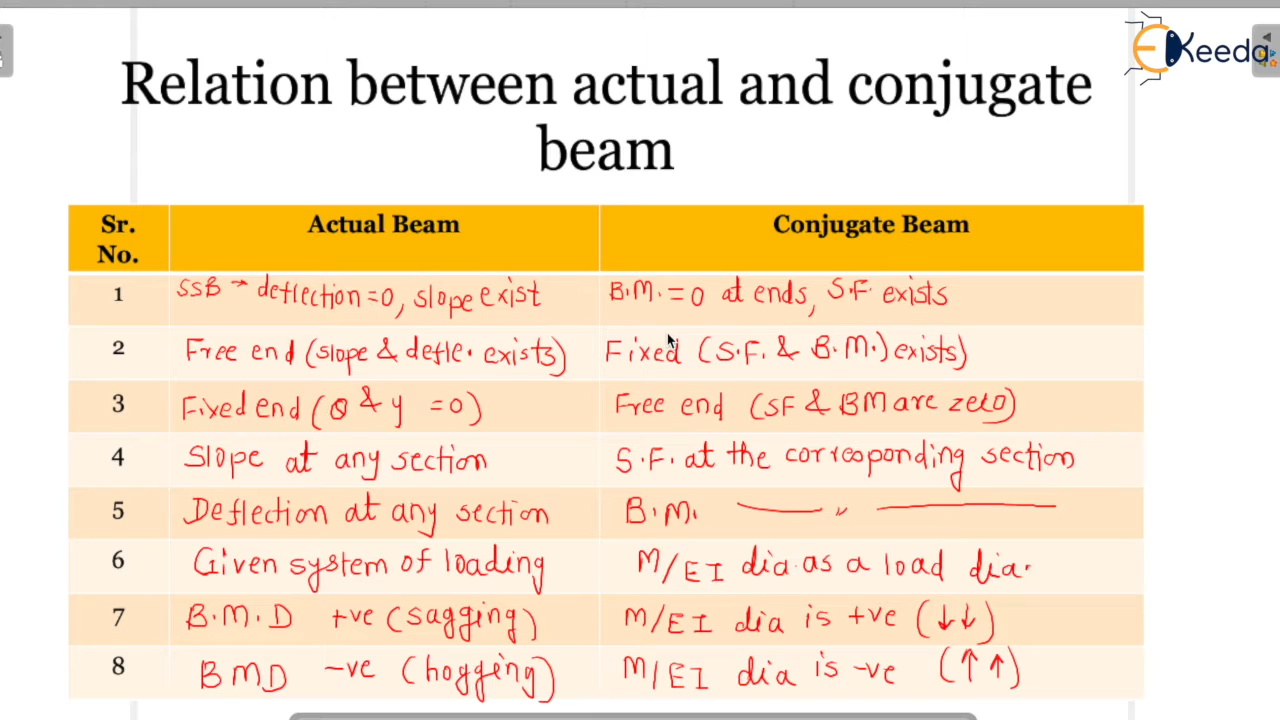 EKeeda
Relation between actual and conjugate
beam
Sr. No. Actual Beam Conjugate Beam
1 SSB → deflection = 0, slope exist B.M. = 0 at ends, S.F. exists
2 Free end (slope & defle. exists) Fixed (S.F. & B.M.) exists)
3 Fixed end (θ & y = 0) Free end (SF & BM are zero)
4 Slope at any section S.F. at the corresponding section
5 Deflection at any section B.M. —— 〃 ——
6 Given system of loading M/EI dia. as a load dia.
7 B.M.D +ve (sagging) M/EI dia is +ve (↓↓)
8 BMD -ve (hogging) M/EI dia is -ve (↑↑)